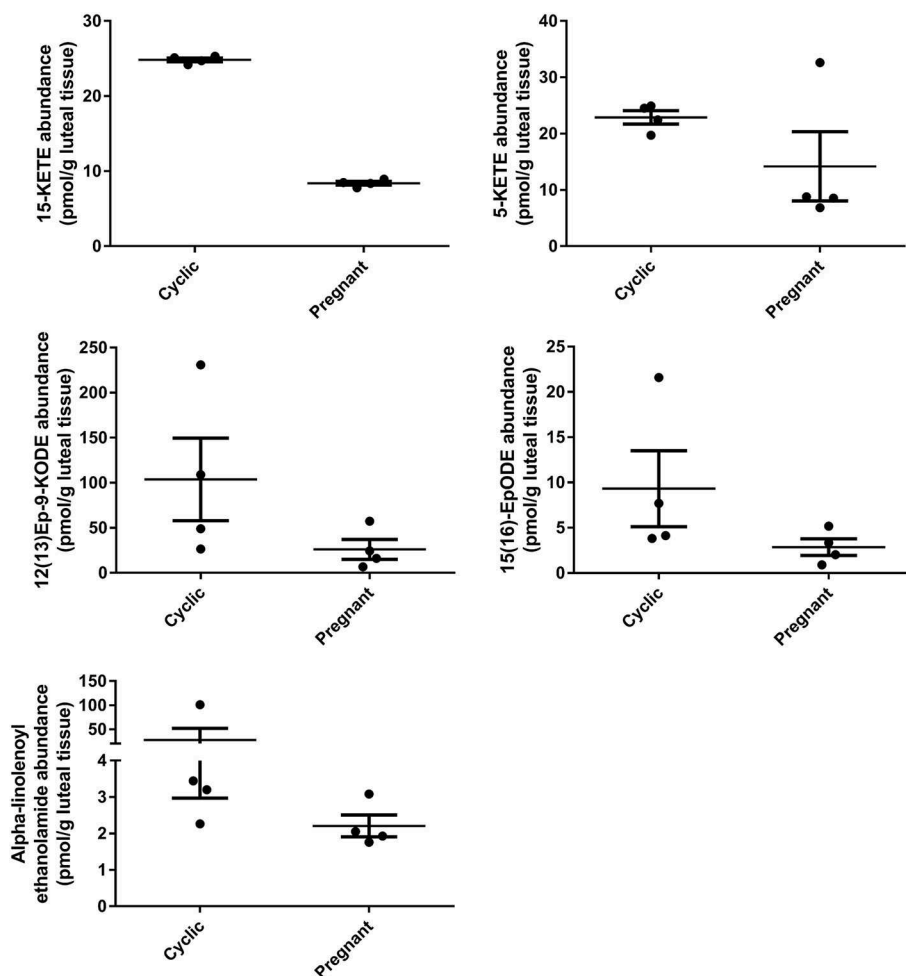 15-KETE abundance
(pmol/g luteal tissue)
30
20
10
0
Cyclic
Pregnant
5-KETE abundance
(pmol/g luteal tissue)
40
30
20
10
0
Cyclic
Pregnant
12(13)Ep-9-KODE abundance
(pmol/g luteal tissue)
250
200
150
100
50
0
Cyclic
Pregnant
15(16)-EpODE abundance
(pmol/g luteal tissue)
25
20
15
10
5
0
Cyclic
Pregnant
Alpha-linolenoyl
ethanolamide abundance
(pmol/g luteal tissue)
150
100
50
4
3
2
1
0
Cyclic
Pregnant